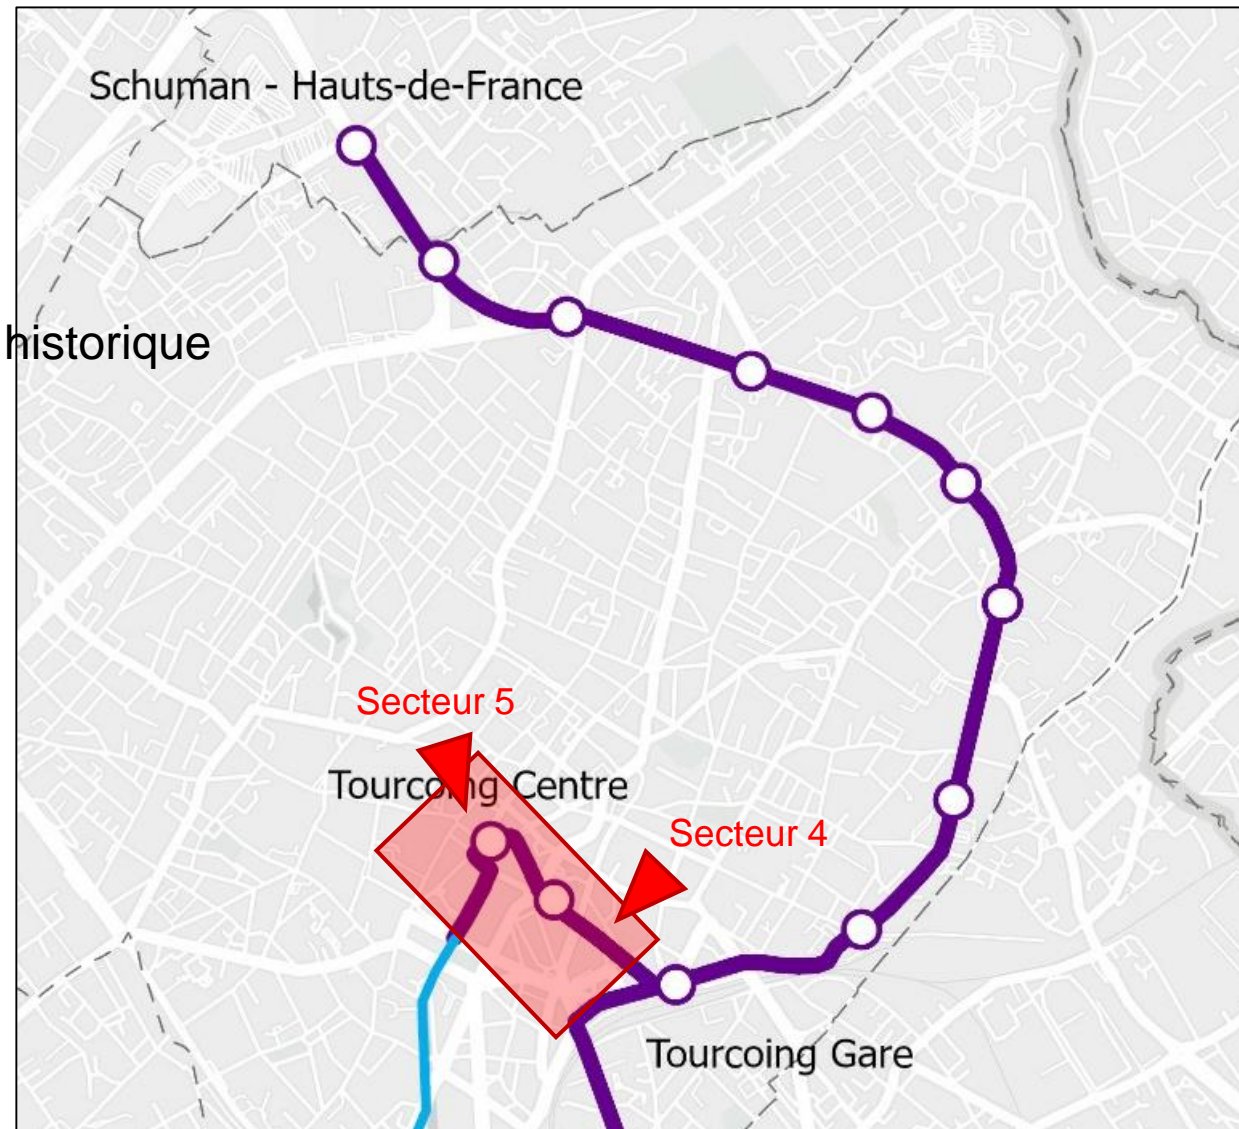 Schuman - Hauts-de-France
historique
Secteur 5
Tourcoing Centre
Secteur 4
Tourcoing Gare